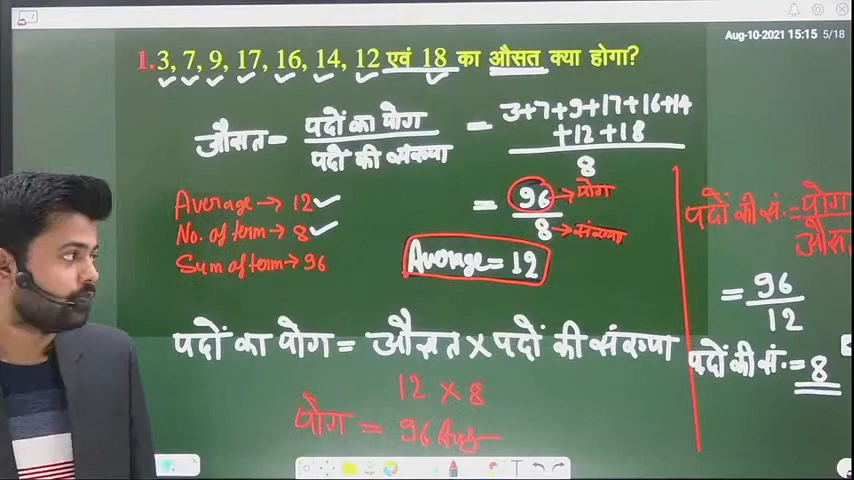 Aug-10-2021 15:15 5/18
1. 3, 7, 9, 17, 16, 14, 12 एवं 18 का औसत क्या होगा?
औसत = पदों का योग / पदों की संख्या = 3+7+9+17+16+14+12+18 / 8
Average → 12
No. of term → 8
Sum of term → 96
= 96 → योग
8 → संख्या
Average = 12
पदों का योग = औसत × पदों की संख्या
12 × 8
योग = 96 Ans
पदों की सं. = योग /
= 96 / 12
पदों की सं. = 8